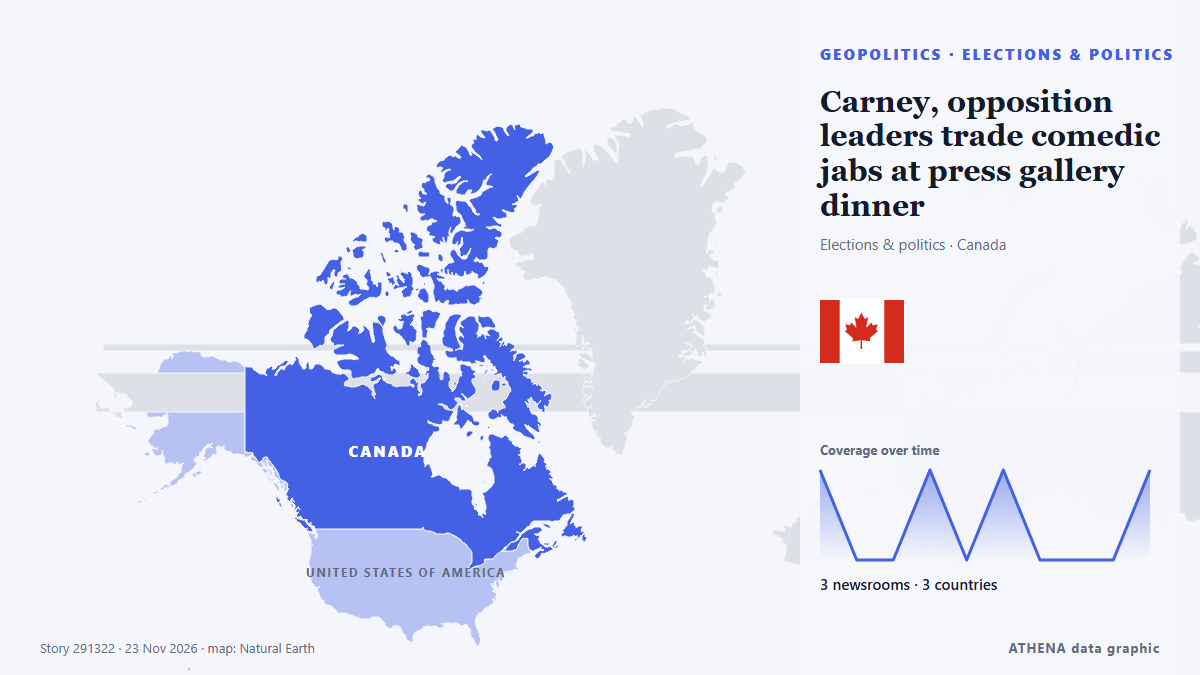 GEOPOLITICS · ELECTIONS & POLITICS
Carney, opposition
leaders trade comedic
jabs at press gallery
dinner
Elections & politics · Canada
CANADA
UNITED STATES OF AMERICA
Coverage over time
3 newsrooms · 3 countries
Story 291322 · 23 Nov 2026 · map: Natural Earth
ATHENA data graphic